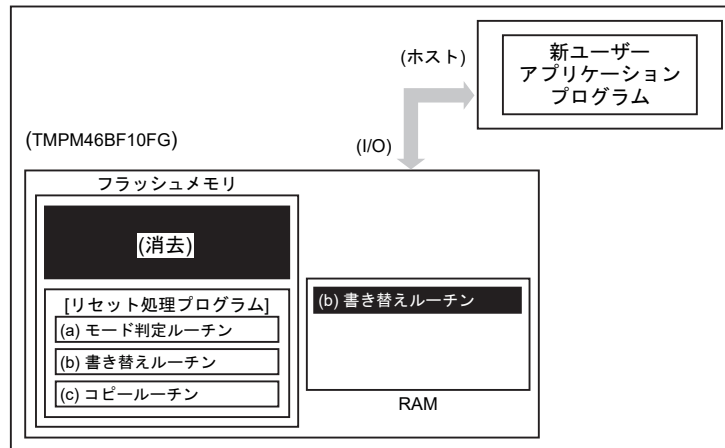 (ホスト)
新ユーザー
アプリケーション
プログラム
(TMPM46BF10FG)
(I/O)
フラッシュメモリ
(消去)
[リセット処理プログラム]
(a) モード判定ルーチン
(b) 書き替えルーチン
(c) コピールーチン
(b) 書き替えルーチン
RAM